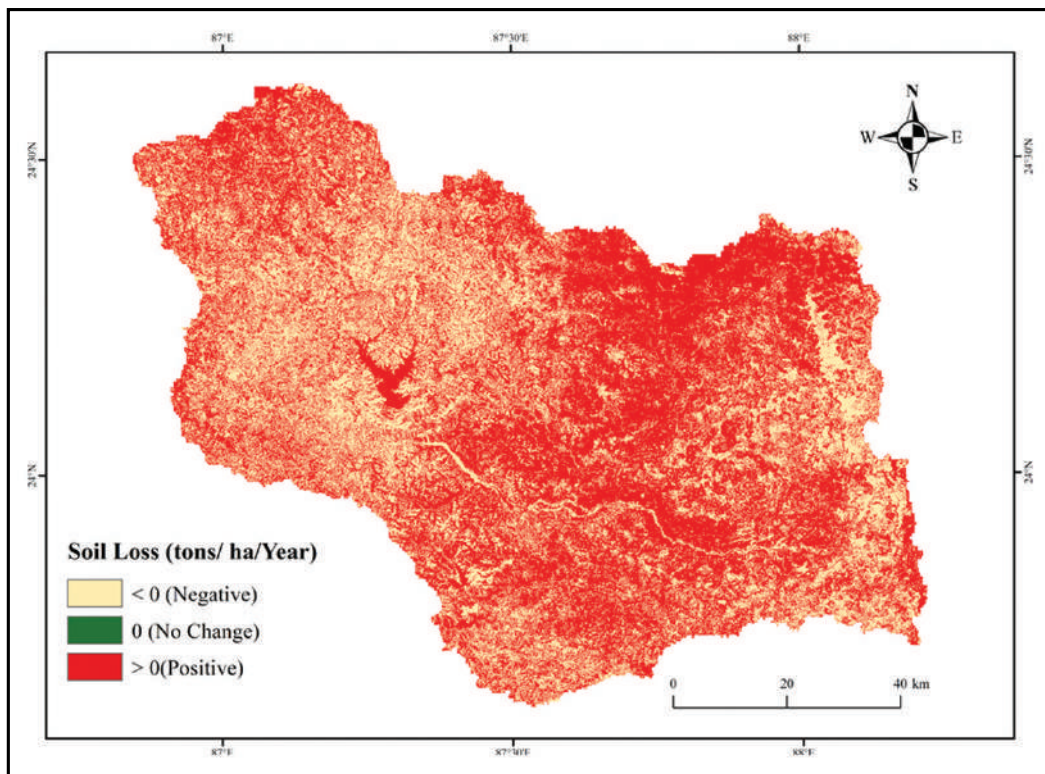 87°E 87°30'E 88°E
N
W E
S
24°30'N 24°30'N
24°N 24°N
Soil Loss (tons/ ha/Year)
< 0 (Negative)
0 (No Change)
> 0(Positive)
0 20 40 km
87°E 87°30'E 88°E